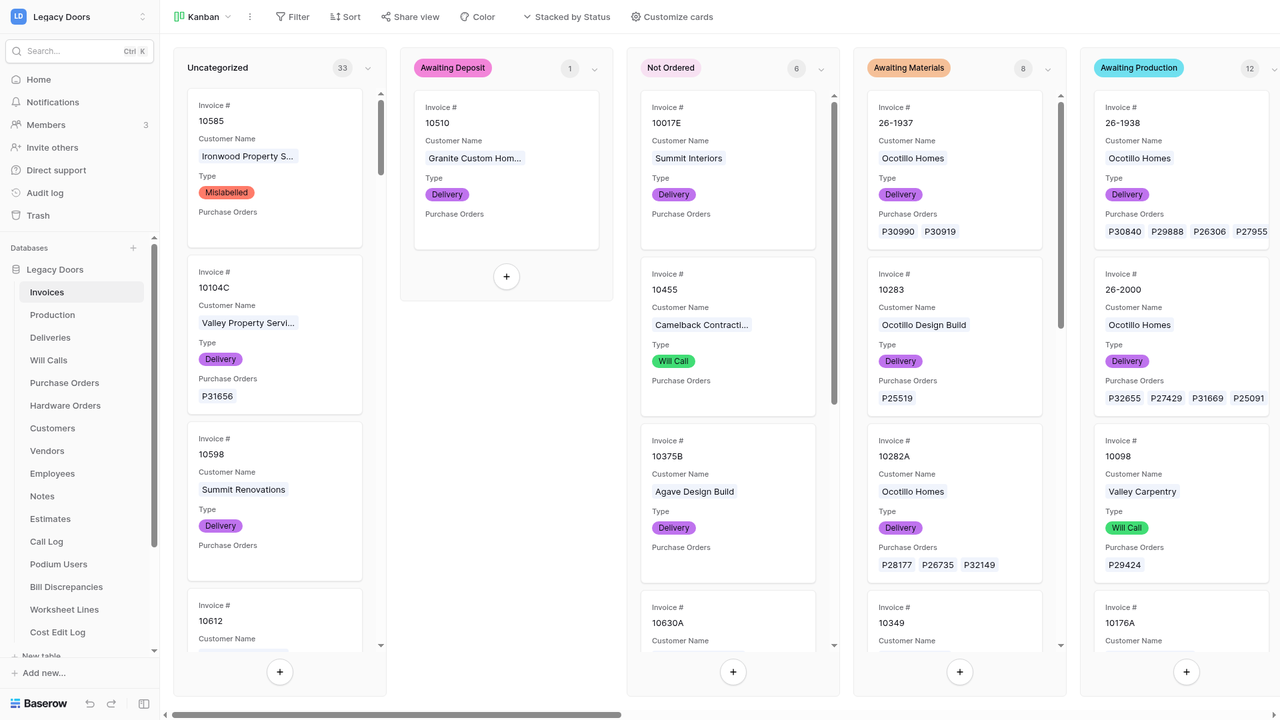 LD
Legacy Doors
Search...
Ctrl K
Home
Notifications
Members
3
Invite others
Direct support
Audit log
Trash
Databases
Legacy Doors
Invoices
Production
Deliveries
Will Calls
Purchase Orders
Hardware Orders
Customers
Vendors
Employees
Notes
Estimates
Call Log
Podium Users
Bill Discrepancies
Worksheet Lines
Cost Edit Log
New table
Add new...
Baserow
Kanban
Filter
Sort
Share view
Color
Stacked by Status
Customize cards
Uncategorized
33
Invoice #
10585
Customer Name
Ironwood Property S...
Type
Mislabelled
Purchase Orders
Invoice #
10104C
Customer Name
Valley Property Servi...
Type
Delivery
Purchase Orders
P31656
Invoice #
10598
Customer Name
Summit Renovations
Type
Delivery
Purchase Orders
Invoice #
10612
Customer Name
Awaiting Deposit
1
Invoice #
10510
Customer Name
Granite Custom Hom...
Type
Delivery
Purchase Orders
Not Ordered
6
Invoice #
10017E
Customer Name
Summit Interiors
Type
Delivery
Purchase Orders
Invoice #
10455
Customer Name
Camelback Contracti...
Type
Will Call
Purchase Orders
Invoice #
10375B
Customer Name
Agave Design Build
Type
Delivery
Purchase Orders
Invoice #
10630A
Customer Name
Awaiting Materials
8
Invoice #
26-1937
Customer Name
Ocotillo Homes
Type
Delivery
Purchase Orders
P30990 P30919
Invoice #
10283
Customer Name
Ocotillo Design Build
Type
Delivery
Purchase Orders
P25519
Invoice #
10282A
Customer Name
Ocotillo Homes
Type
Delivery
Purchase Orders
P28177 P26735 P32149
Invoice #
10349
Customer Name
Awaiting Production
12
Invoice #
26-1938
Customer Name
Ocotillo Homes
Type
Delivery
Purchase Orders
P30840 P29888 P26306 P27955
Invoice #
26-2000
Customer Name
Ocotillo Homes
Type
Delivery
Purchase Orders
P32655 P27429 P31669 P25091
Invoice #
10098
Customer Name
Valley Carpentry
Type
Will Call
Purchase Orders
P29424
Invoice #
10176A
Customer Name